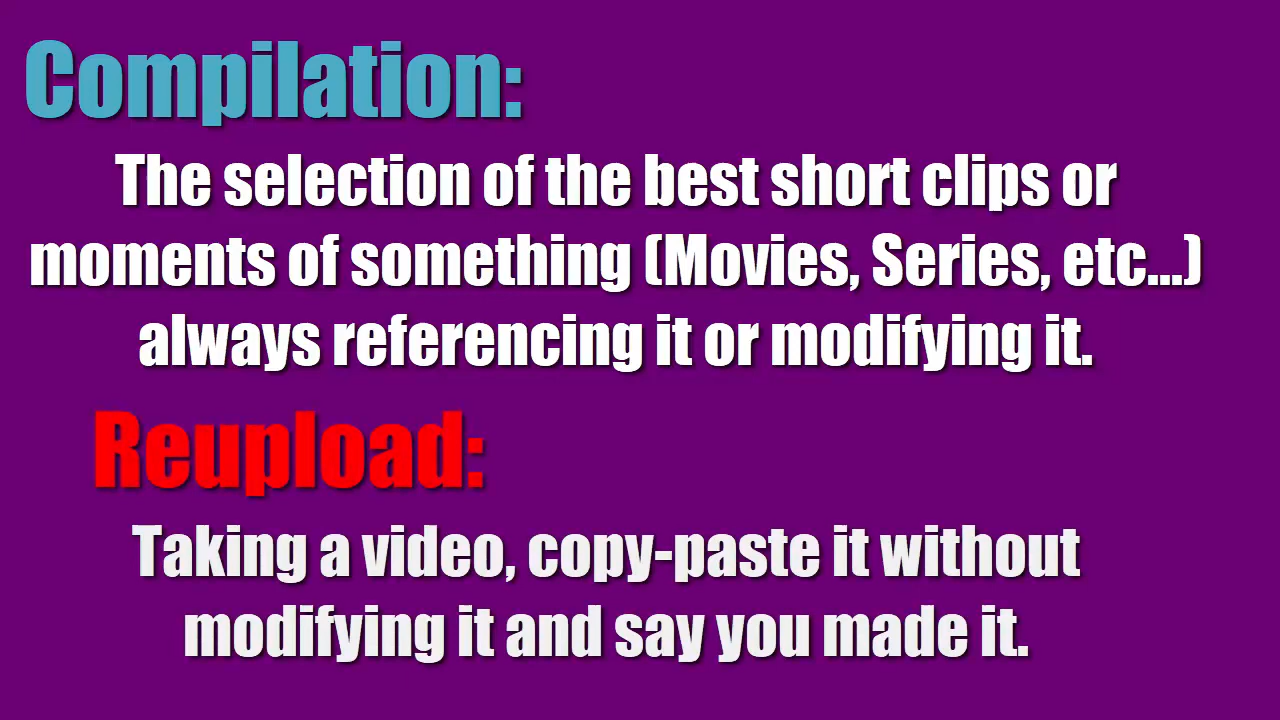 Compilation:
The selection of the best short clips or
moments of something (Movies, Series, etc...)
always referencing it or modifying it.
Reupload:
Taking a video, copy-paste it without
modifying it and say you made it.